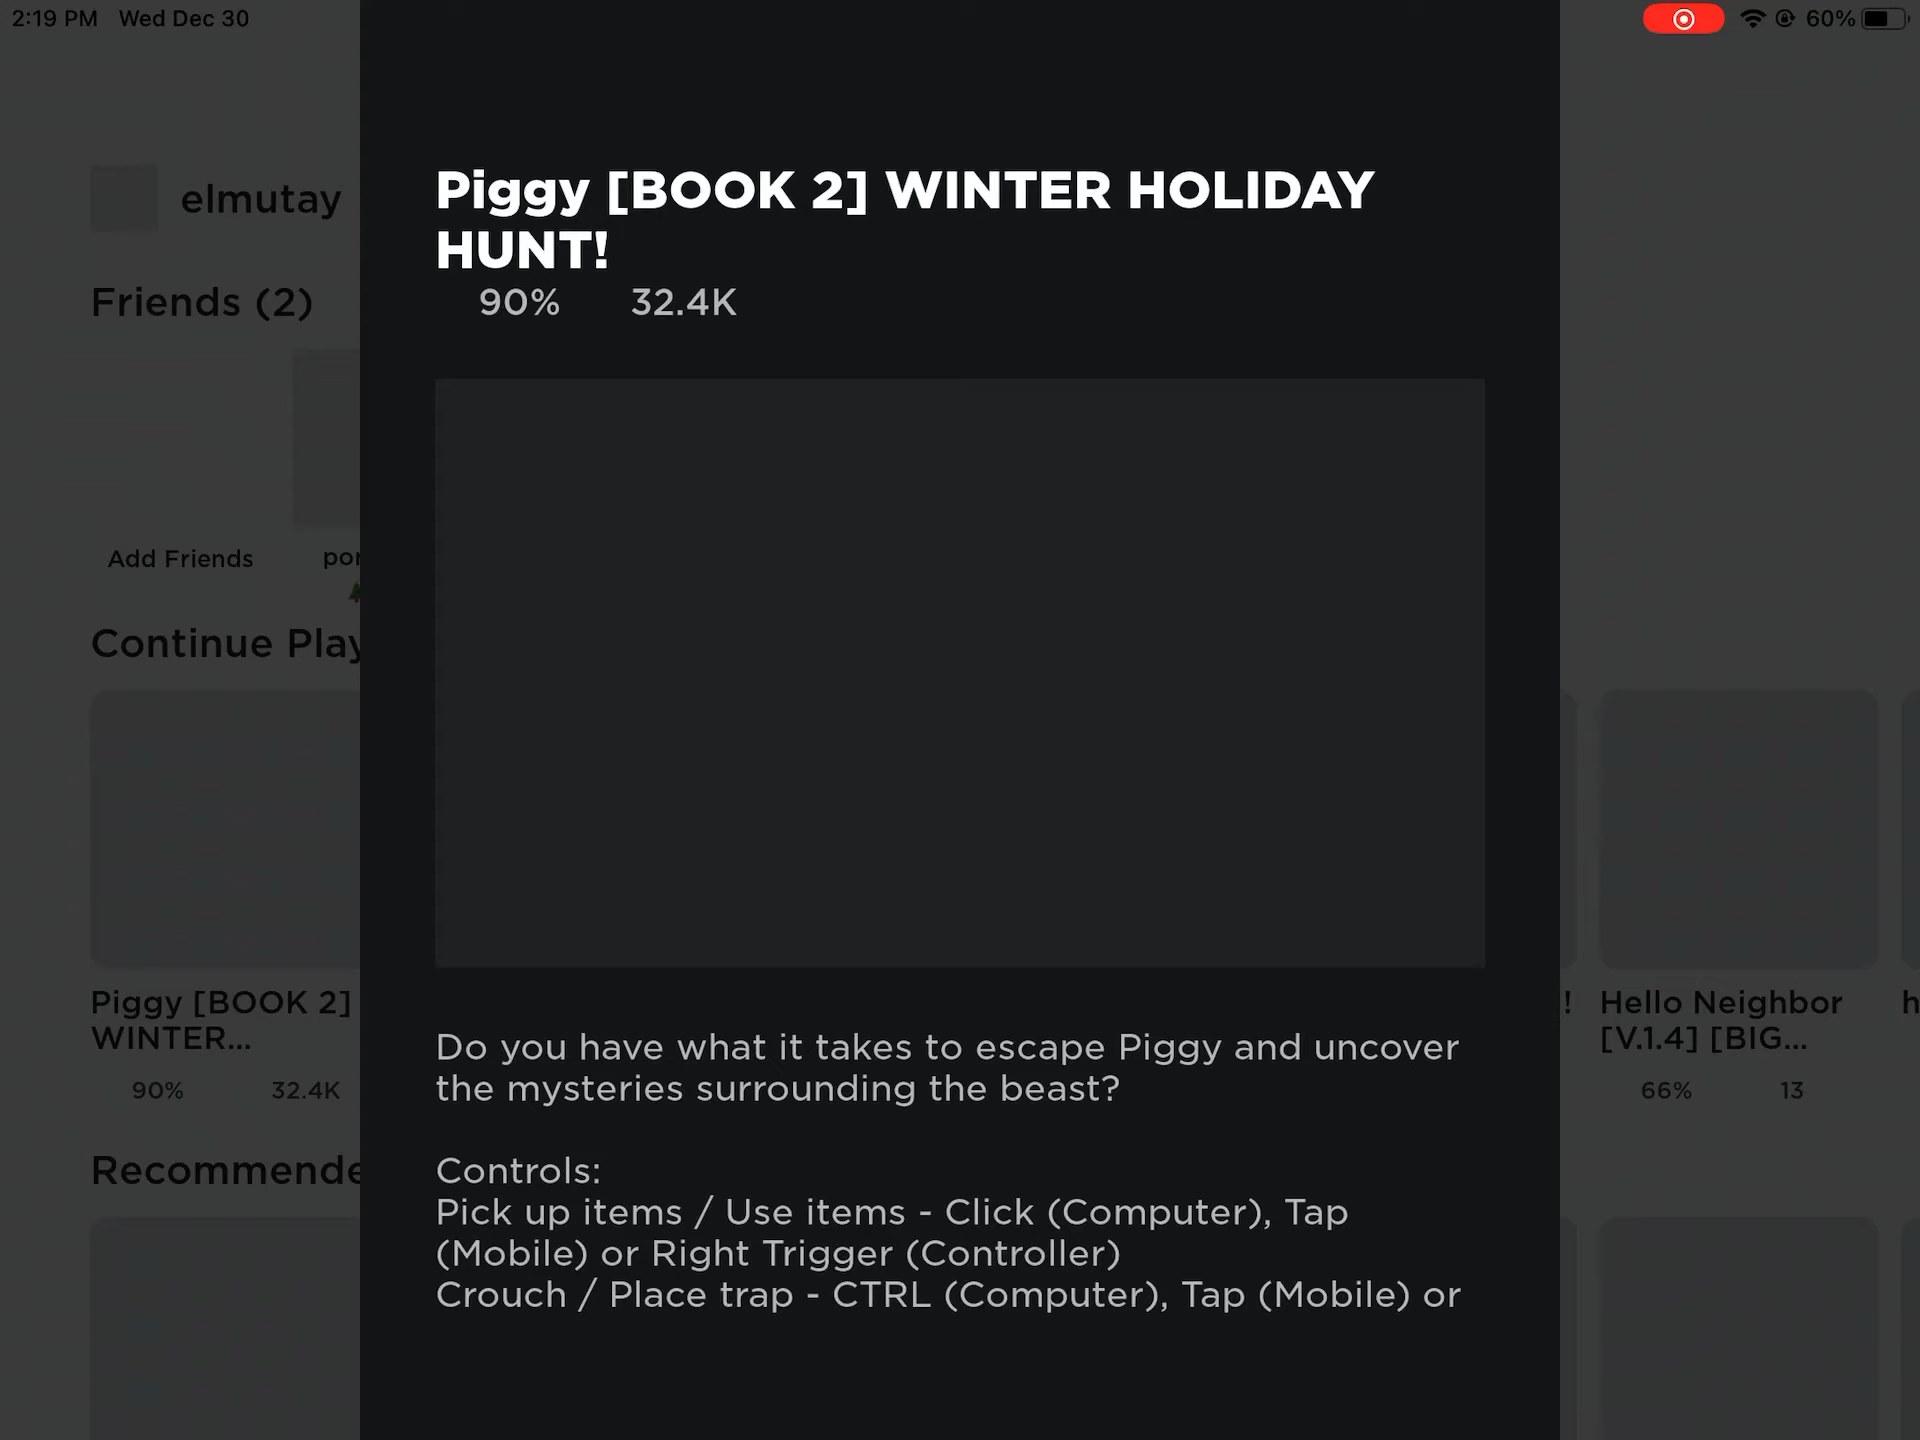 2:19 PM Wed Dec 30
60%
elmutay
Friends (2)
Add Friends
por
Continue Play
Piggy [BOOK 2]
WINTER...
90% 32.4K
Recommende
Piggy [BOOK 2] WINTER HOLIDAY
HUNT!
90% 32.4K
Do you have what it takes to escape Piggy and uncover
the mysteries surrounding the beast?
Controls:
Pick up items / Use items - Click (Computer), Tap
(Mobile) or Right Trigger (Controller)
Crouch / Place trap - CTRL (Computer), Tap (Mobile) or
!
Hello Neighbor
[V.1.4] [BIG...
66% 13
h